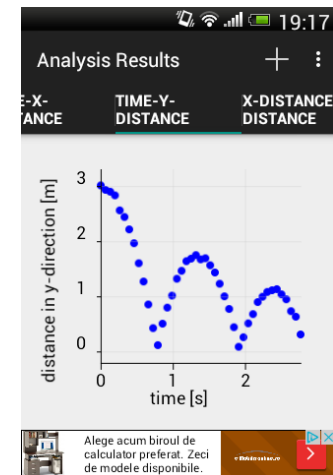 19:17
Analysis Results
E-X-
TANCE
TIME-Y-
DISTANCE
X-DISTANCE
DISTANCE
distance in y-direction [m]
3
2
1
0
0
1
2
time [s]
Alege acum biroul de
calculator preferat. Zeci
de modele disponibile.